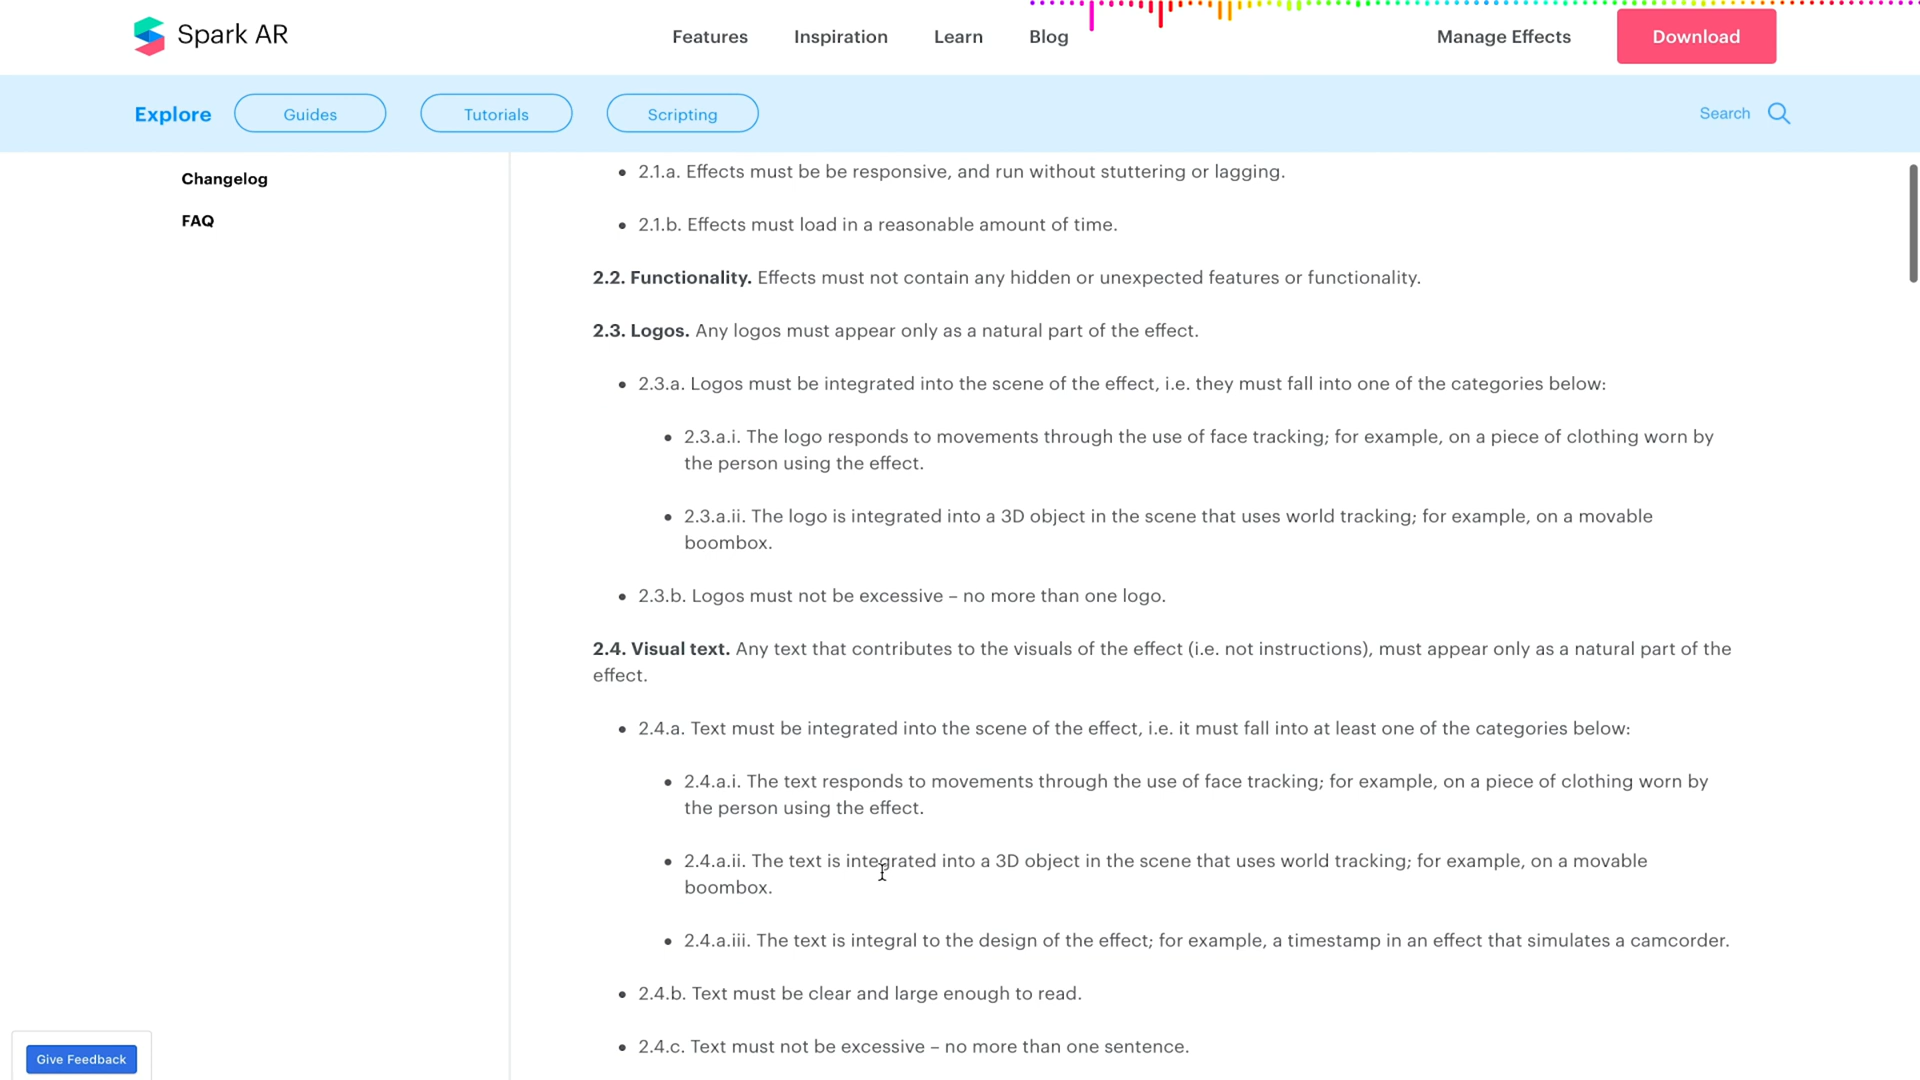 Spark AR
Features
Inspiration
Learn
Blog
Manage Effects
Download
Explore
Guides
Tutorials
Scripting
Search
Changelog
FAQ
2.1.a. Effects must be be responsive, and run without stuttering or lagging.
2.1.b. Effects must load in a reasonable amount of time.
2.2. Functionality. Effects must not contain any hidden or unexpected features or functionality.
2.3. Logos. Any logos must appear only as a natural part of the effect.
2.3.a. Logos must be integrated into the scene of the effect, i.e. they must fall into one of the categories below:
2.3.a.i. The logo responds to movements through the use of face tracking; for example, on a piece of clothing worn by
the person using the effect.
2.3.a.ii. The logo is integrated into a 3D object in the scene that uses world tracking; for example, on a movable
boombox.
2.3.b. Logos must not be excessive – no more than one logo.
2.4. Visual text. Any text that contributes to the visuals of the effect (i.e. not instructions), must appear only as a natural part of the
effect.
2.4.a. Text must be integrated into the scene of the effect, i.e. it must fall into at least one of the categories below:
2.4.a.i. The text responds to movements through the use of face tracking; for example, on a piece of clothing worn by
the person using the effect.
2.4.a.ii. The text is integrated into a 3D object in the scene that uses world tracking; for example, on a movable
boombox.
2.4.a.iii. The text is integral to the design of the effect; for example, a timestamp in an effect that simulates a camcorder.
2.4.b. Text must be clear and large enough to read.
2.4.c. Text must not be excessive – no more than one sentence.
Give Feedback